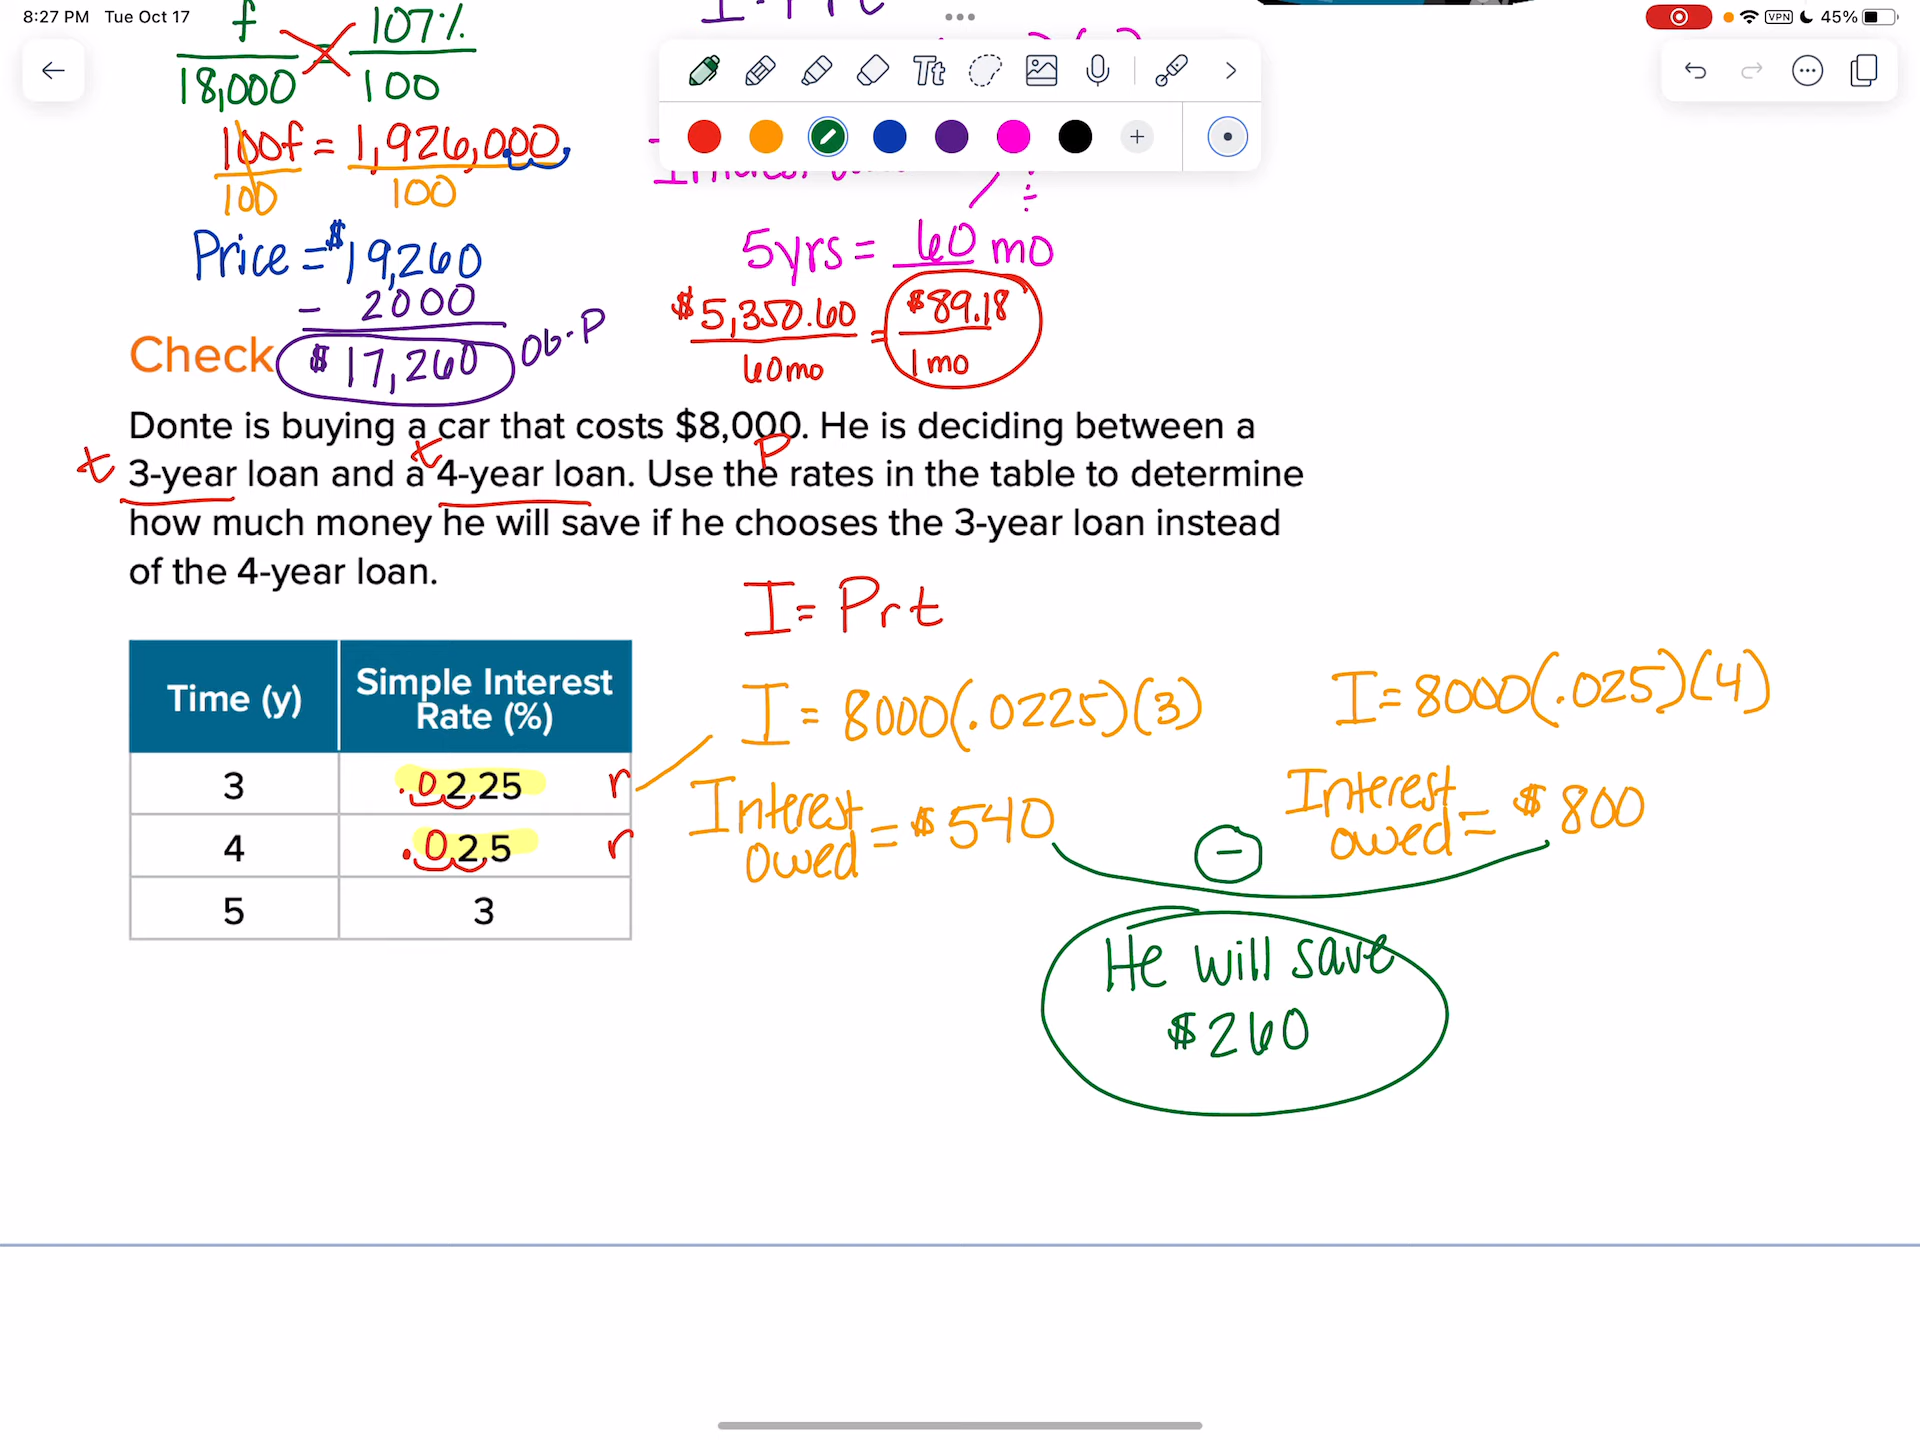 8:27 PM Tue Oct 17
VPN 45%
f 107%
18,000 = 100
100f = 1,926,000.
100 100
Price = $19,260
- 2000
$17,260 Ob.P
Tt
5yrs = 60 mo
$5,350.60 = $89.18
60mo 1mo
Check
Donte is buying a car that costs $8,000. He is deciding between a
t t P
3-year loan and a 4-year loan. Use the rates in the table to determine
how much money he will save if he chooses the 3-year loan instead
of the 4-year loan.
I = Prt
Time (y) Simple Interest Rate (%)
3 .02.25 r
4 .02.5 r
5 3
I = 8000(.0225)(3)
Interest owed = $540
I = 8000(.025)(4)
Interest owed = $800
-
He will save
$260